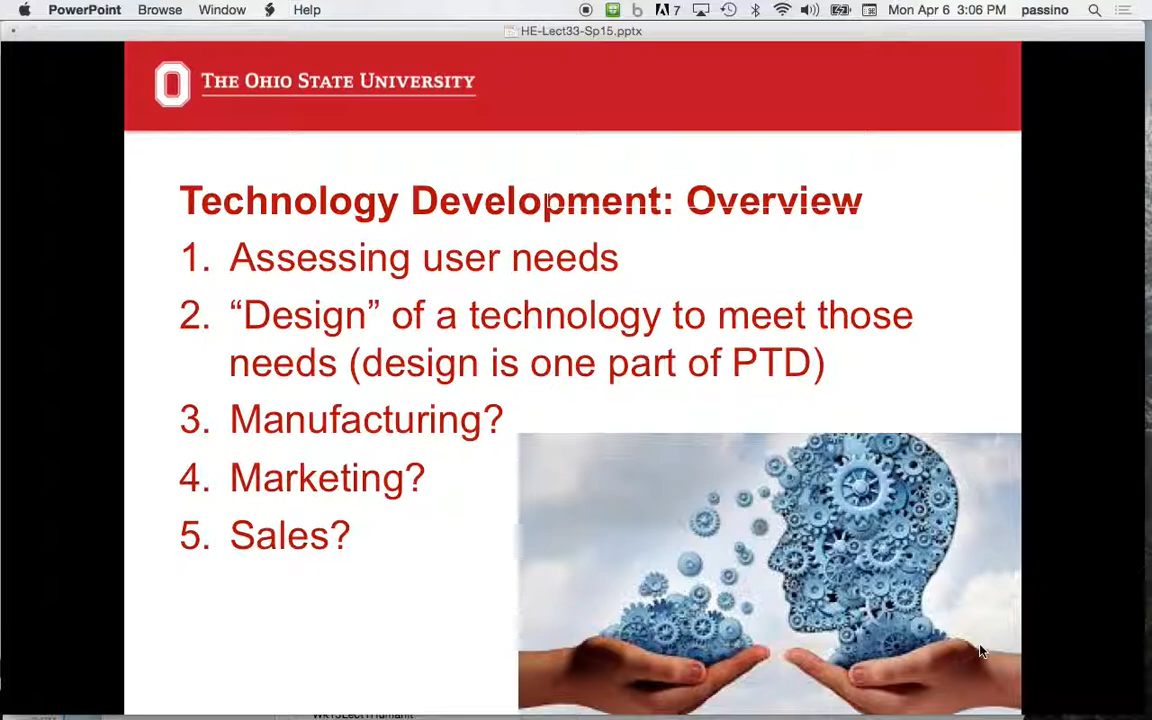 PowerPoint Browse Window Help 7 Mon Apr 6 3:06 PM passino
HE-Lect33-Sp15.pptx
THE OHIO STATE UNIVERSITY
Technology Development: Overview
1. Assessing user needs
2. “Design” of a technology to meet those
needs (design is one part of PTD)
3. Manufacturing?
4. Marketing?
5. Sales?